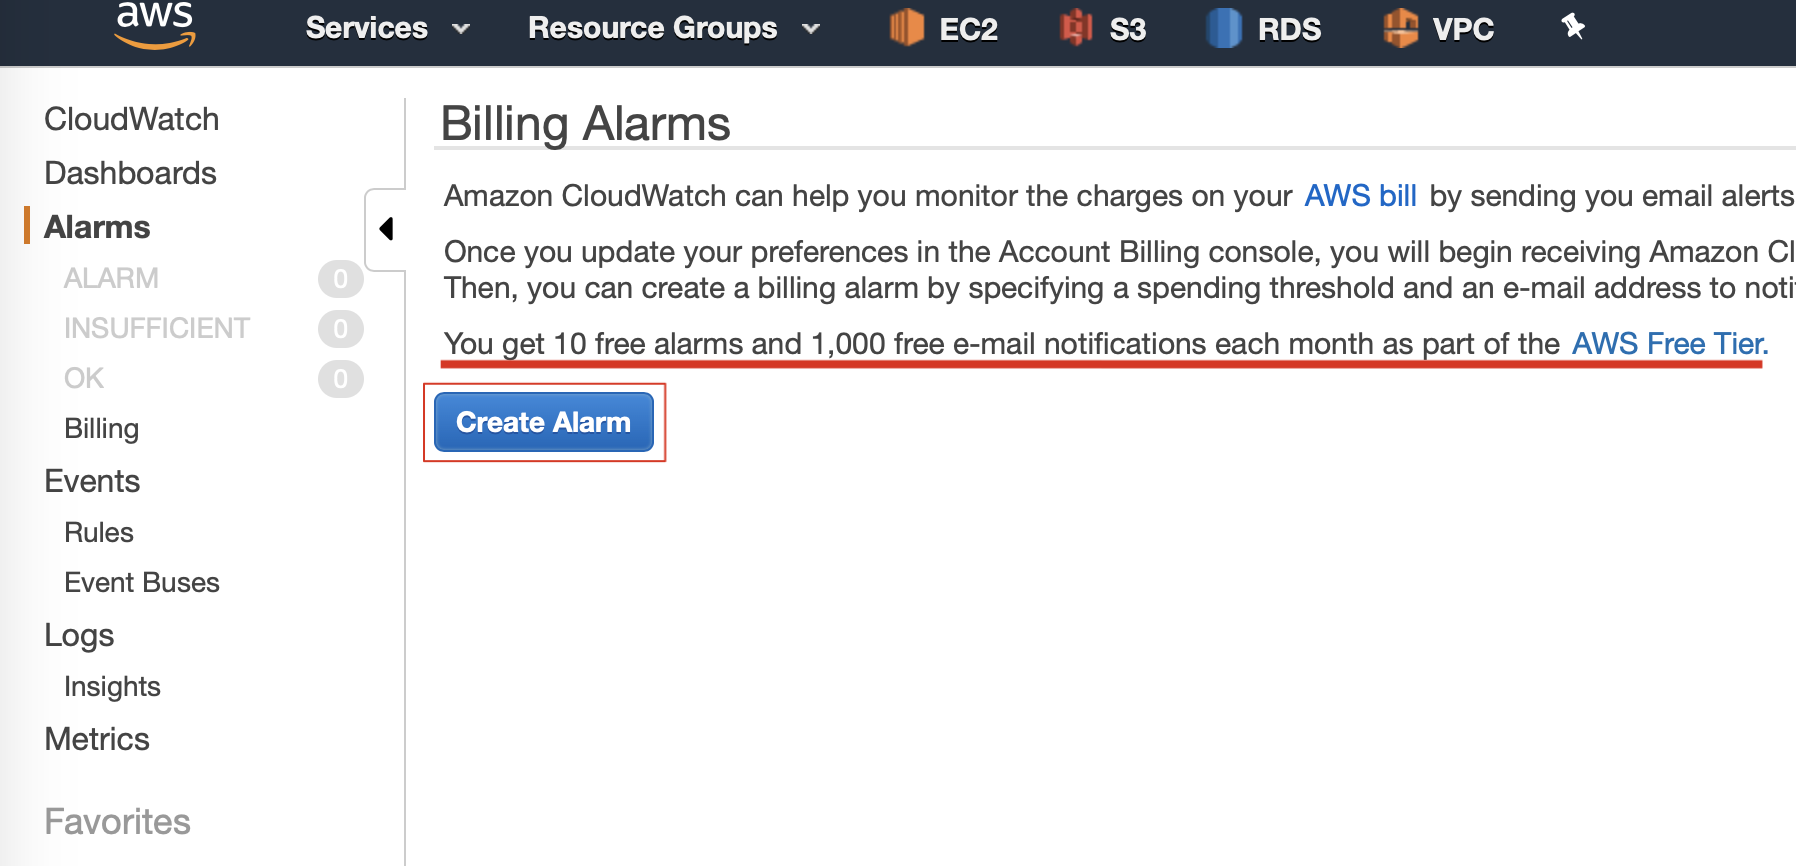 aws
Services
Resource Groups
EC2
S3
RDS
VPC
CloudWatch
Dashboards
Alarms
ALARM 0
INSUFFICIENT 0
OK 0
Billing
Events
Rules
Event Buses
Logs
Insights
Metrics
Favorites
Billing Alarms
Amazon CloudWatch can help you monitor the charges on your AWS bill by sending you email alerts
Once you update your preferences in the Account Billing console, you will begin receiving Amazon
Then, you can create a billing alarm by specifying a spending threshold and an e-mail address to
You get 10 free alarms and 1,000 free e-mail notifications each month as part of the AWS Free Tier.
Create Alarm